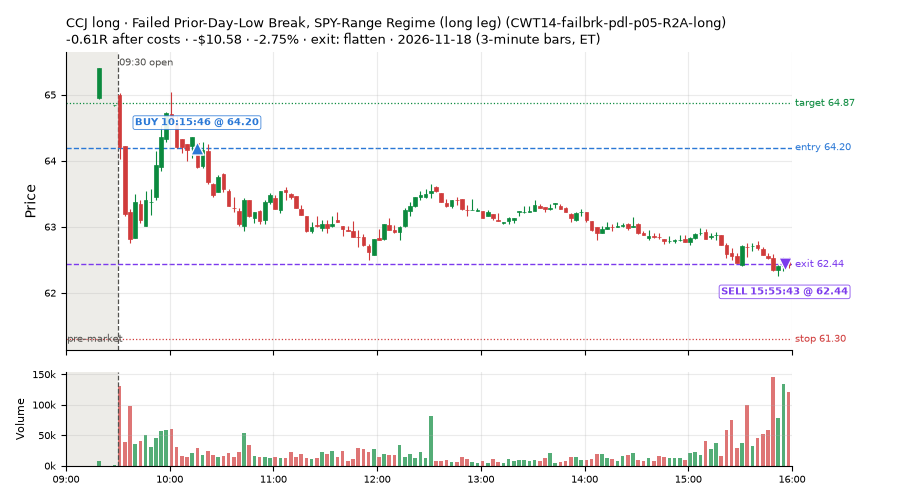 CCJ long · Failed Prior-Day-Low Break, SPY-Range Regime (long leg) (CWT14-failbrk-pdl-p05-R2A-long)
-0.61R after costs · -$10.58 · -2.75% · exit: flatten · 2026-11-18 (3-minute bars, ET)
09:30 open
65
target 64.87
BUY 10:15:46 @ 64.20
entry 64.20
64
Price
63
exit 62.44
SELL 15:55:43 @ 62.44
62
pre-market
stop 61.30
150k
100k
Volume
50k
0k
09:00 10:00 11:00 12:00 13:00 14:00 15:00 16:00